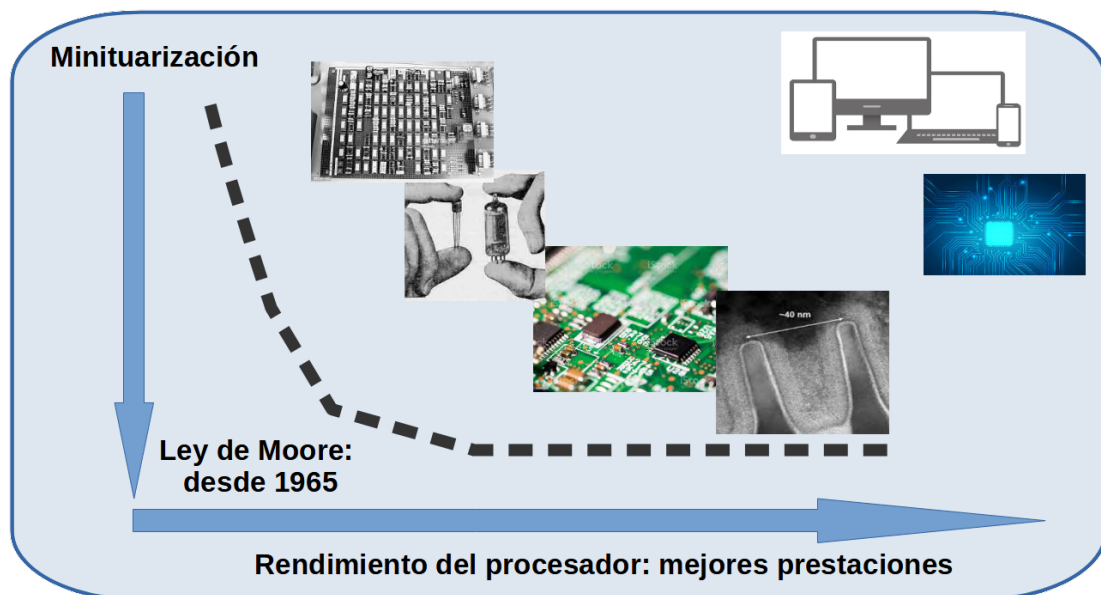 Minituarización
~40 nm
Ley de Moore:
desde 1965
Rendimiento del procesador: mejores prestaciones